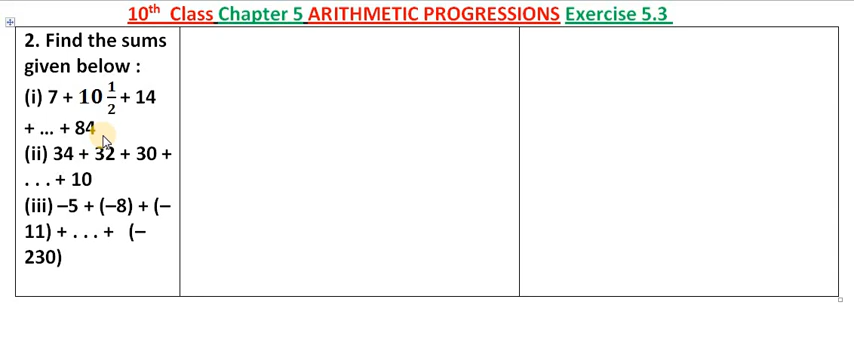 10th Class Chapter 5 ARITHMETIC PROGRESSIONS Exercise 5.3
2. Find the sums
given below :
(i) 7 + 10 1/2 + 14
+ ... + 84
(ii) 34 + 32 + 30 +
. . . + 10
(iii) –5 + (–8) + (–
11) + . . . + (–
230)